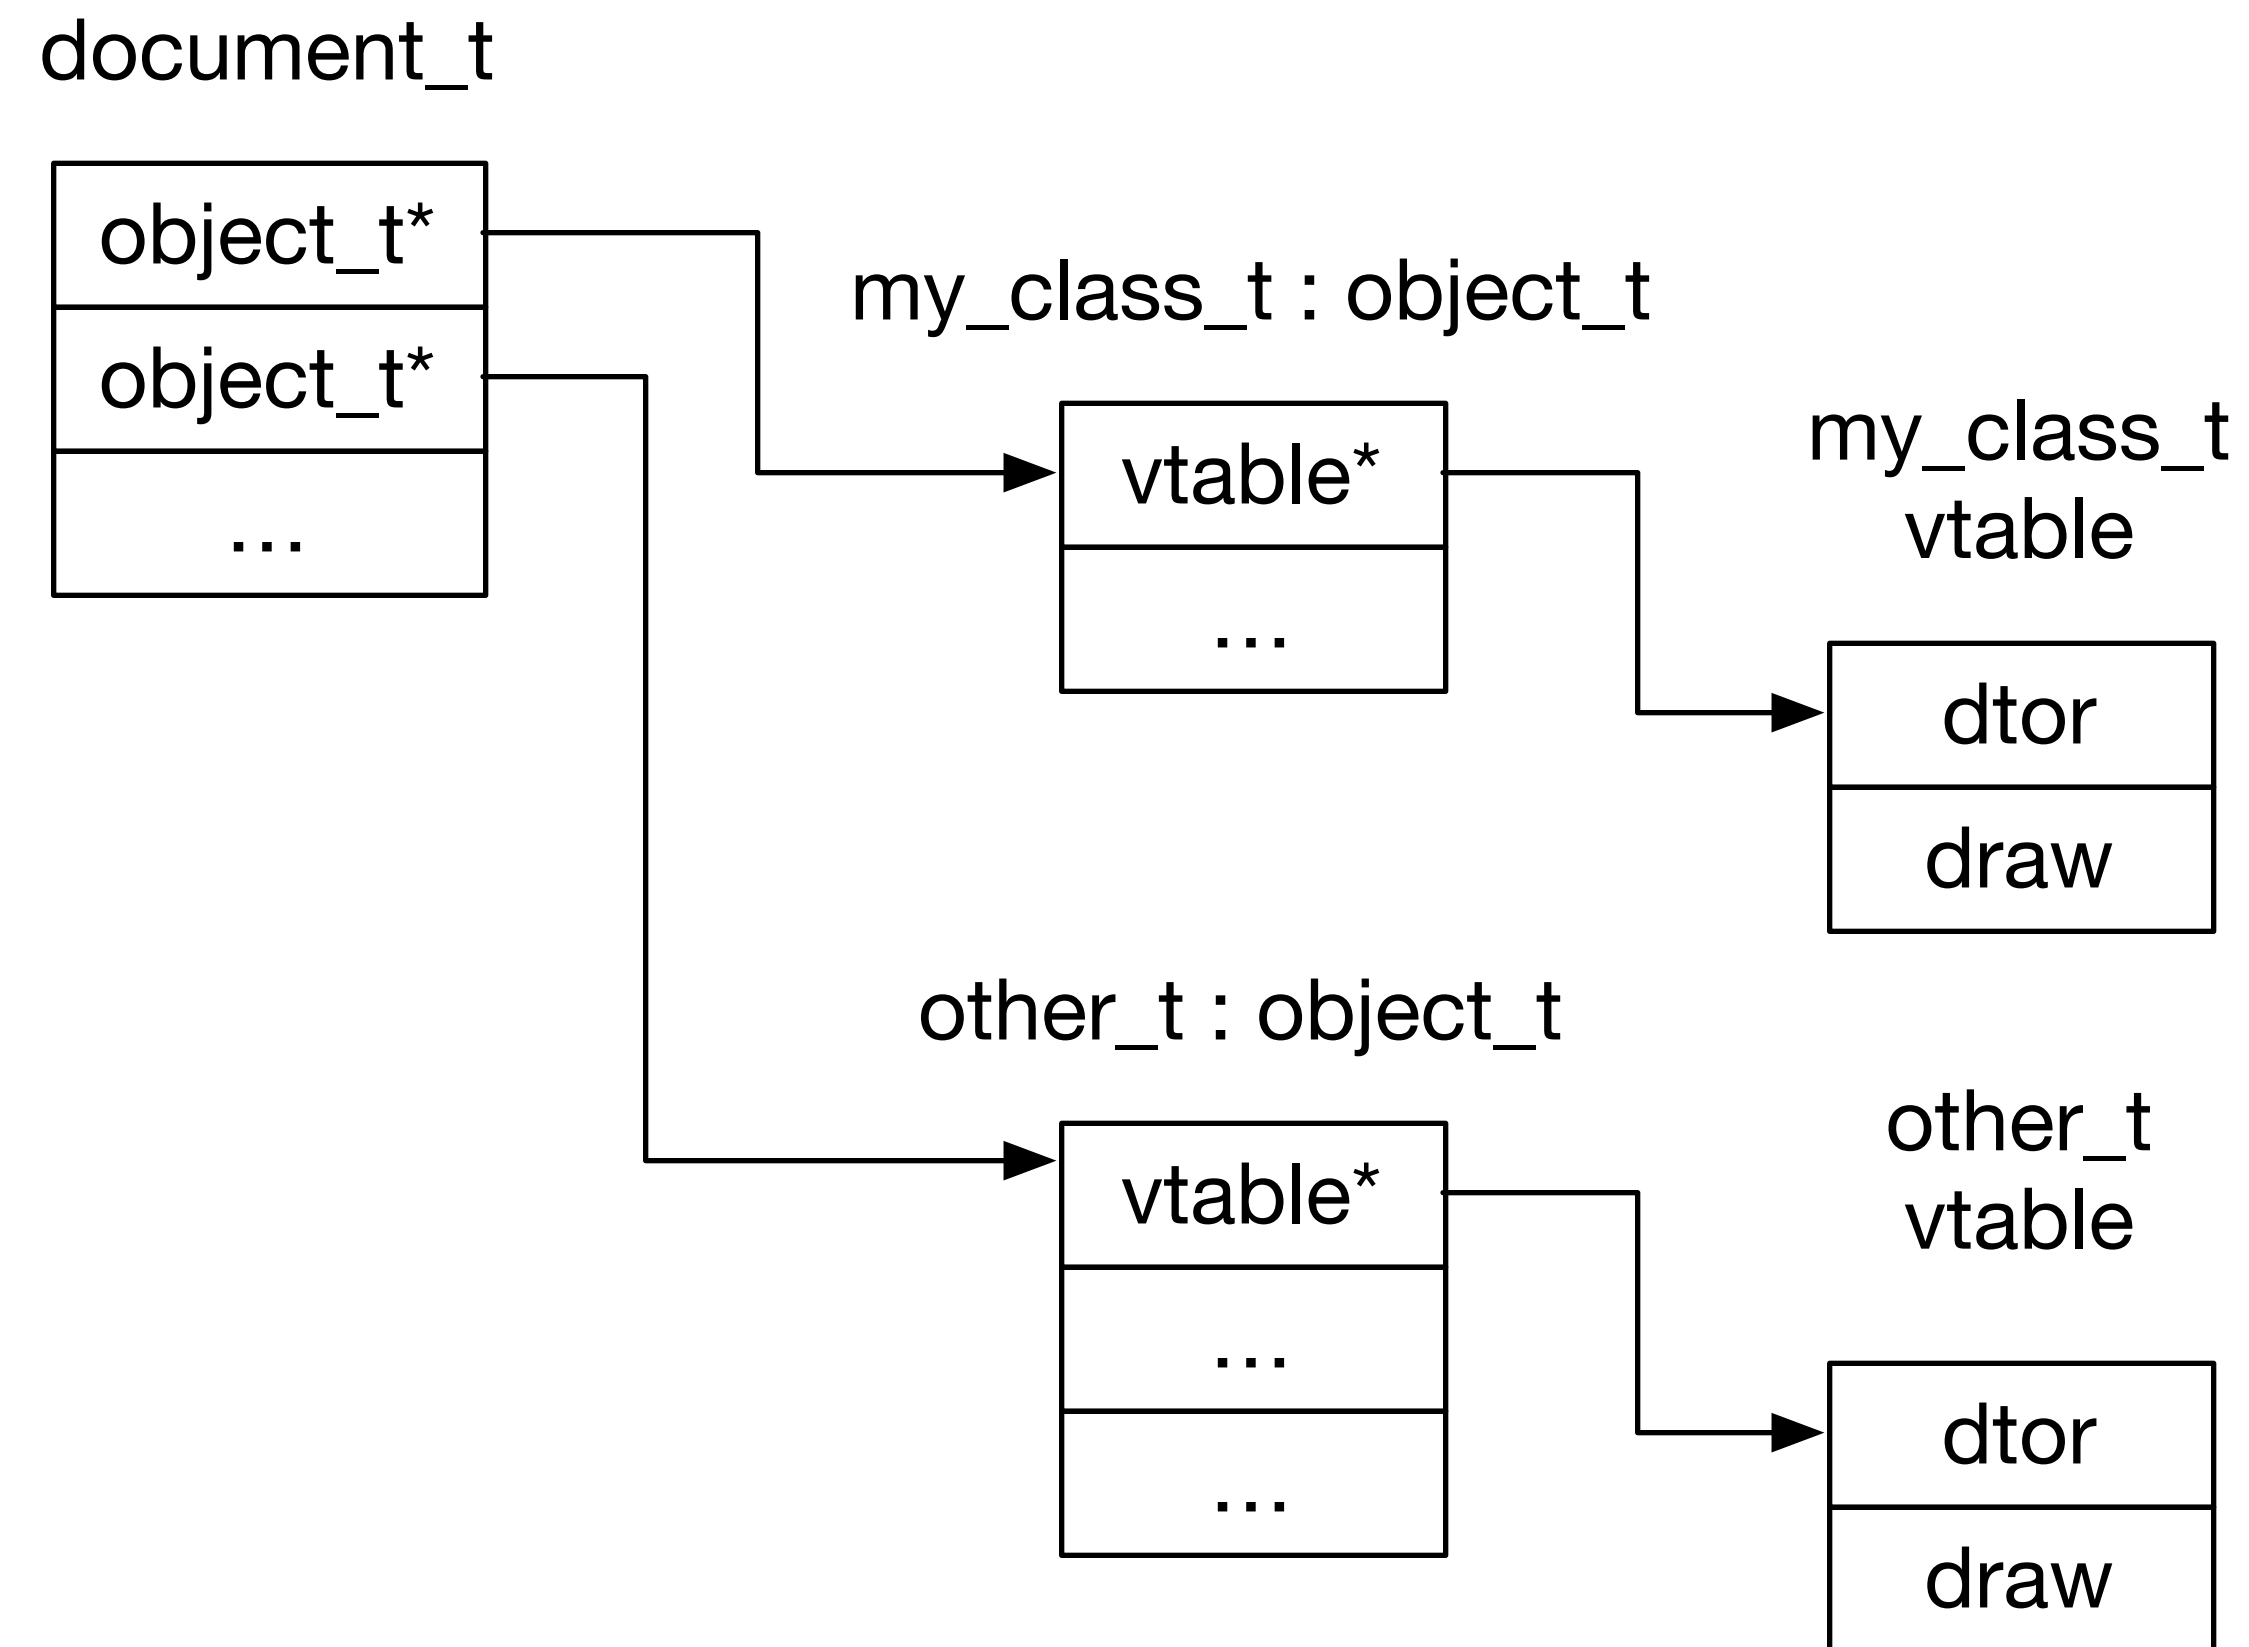 document_t
object_t*
object_t*
...
my_class_t : object_t
vtable*
...
my_class_t
vtable
dtor
draw
other_t : object_t
vtable*
...
...
other_t
vtable
dtor
draw